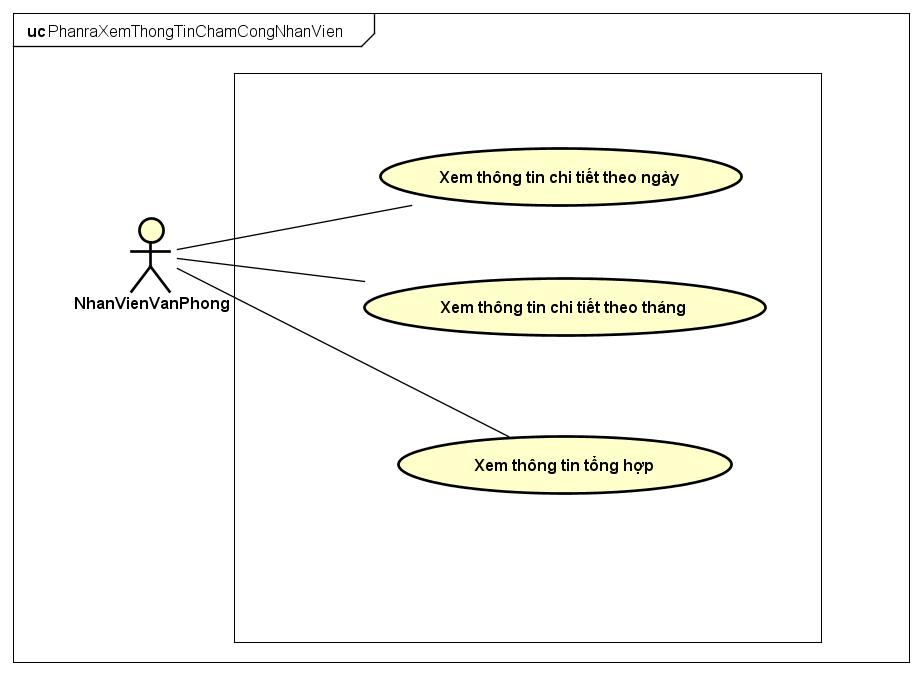 uc PhanraXemThongTinChamCongNhanVien
Xem thông tin chi tiết theo ngày
Xem thông tin chi tiết theo tháng
NhanVienVanPhong
Xem thông tin tổng hợp